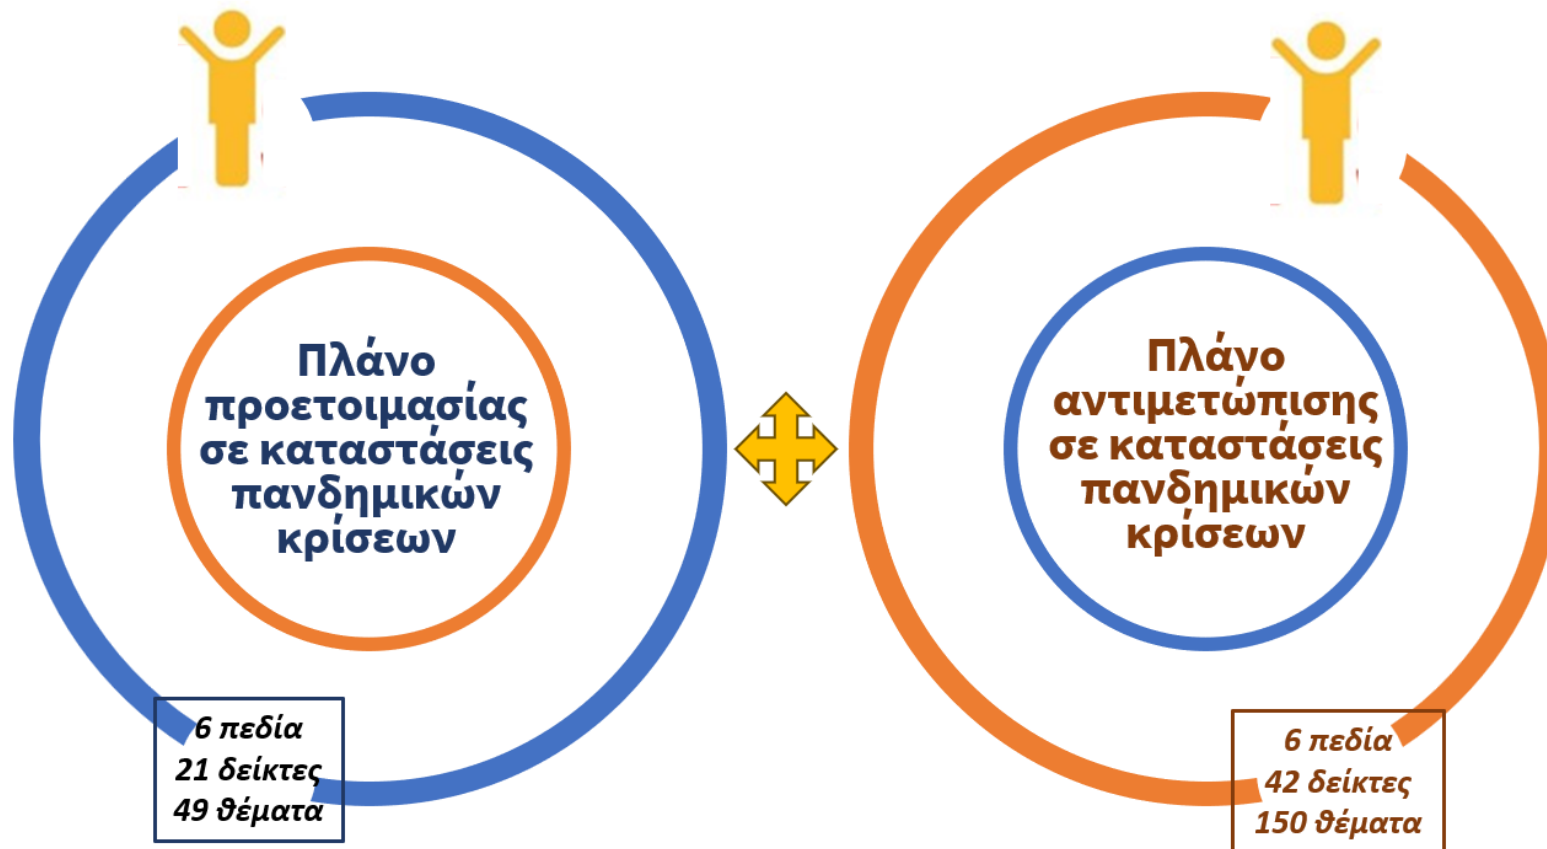 Πλάνο
προετοιμασίας
σε καταστάσεις
πανδημικών
κρίσεων
6 πεδία
21 δείκτες
49 θέματα
Πλάνο
αντιμετώπισης
σε καταστάσεις
πανδημικών
κρίσεων
6 πεδία
42 δείκτες
150 θέματα